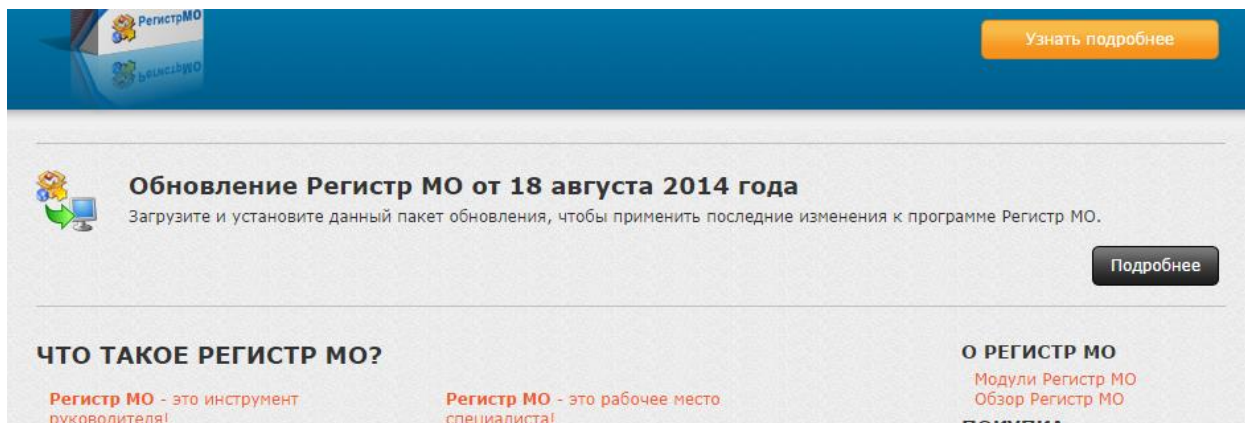 РегистрМО
Узнать подробнее
Обновление Регистр МО от 18 августа 2014 года
Загрузите и установите данный пакет обновления, чтобы применить последние изменения к программе Регистр МО.
Подробнее
ЧТО ТАКОЕ РЕГИСТР МО?
Регистр МО - это инструмент
руководителя!
Регистр МО - это рабочее место
специалиста!
О РЕГИСТР МО
Модули Регистр МО
Обзор Регистр МО
ПОКУПКА